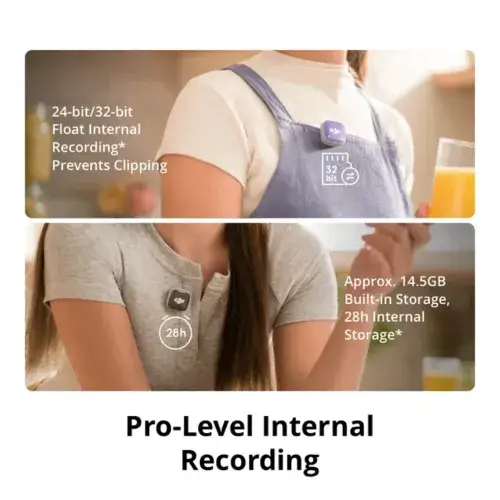 24-bit/32-bit
Float Internal
Recording*
Prevents Clipping
32
bit
Approx. 14.5GB
Built-in Storage,
28h Internal
Storage*
28h
Pro-Level Internal
Recording